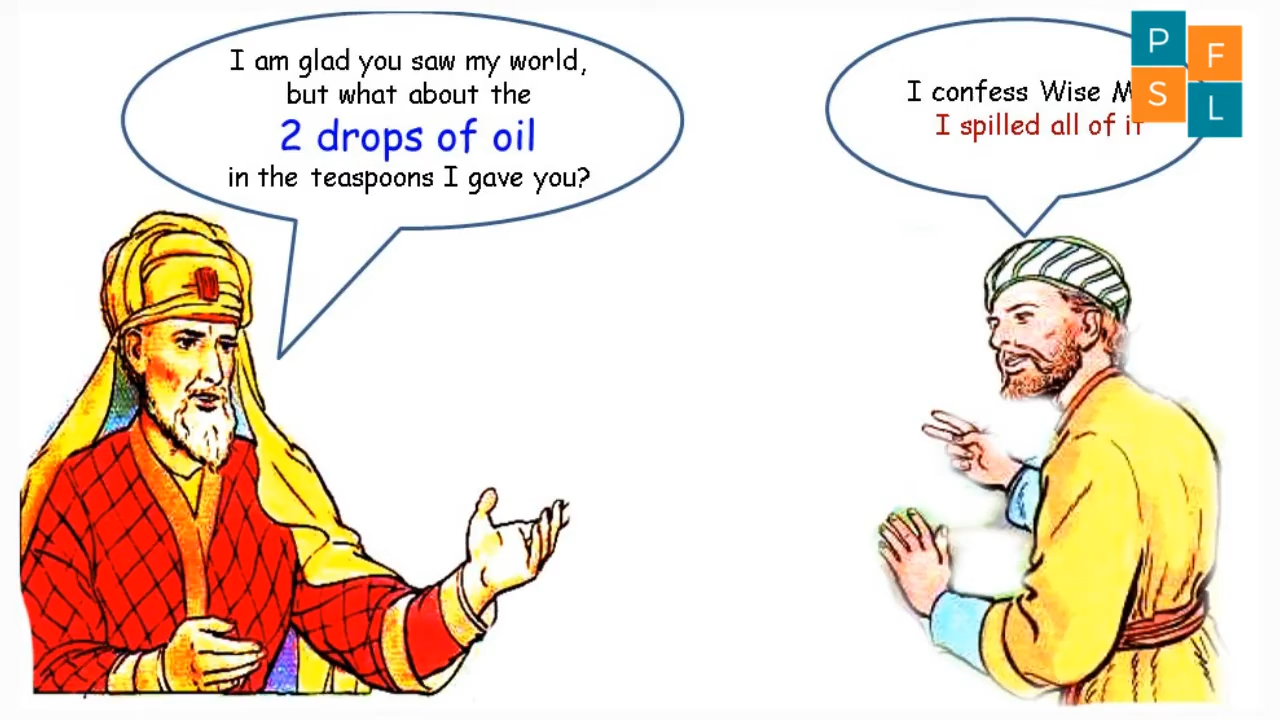 I am glad you saw my world,
but what about the
2 drops of oil
in the teaspoons I gave you?
I confess Wise
I spilled all of it
P
F
S
L